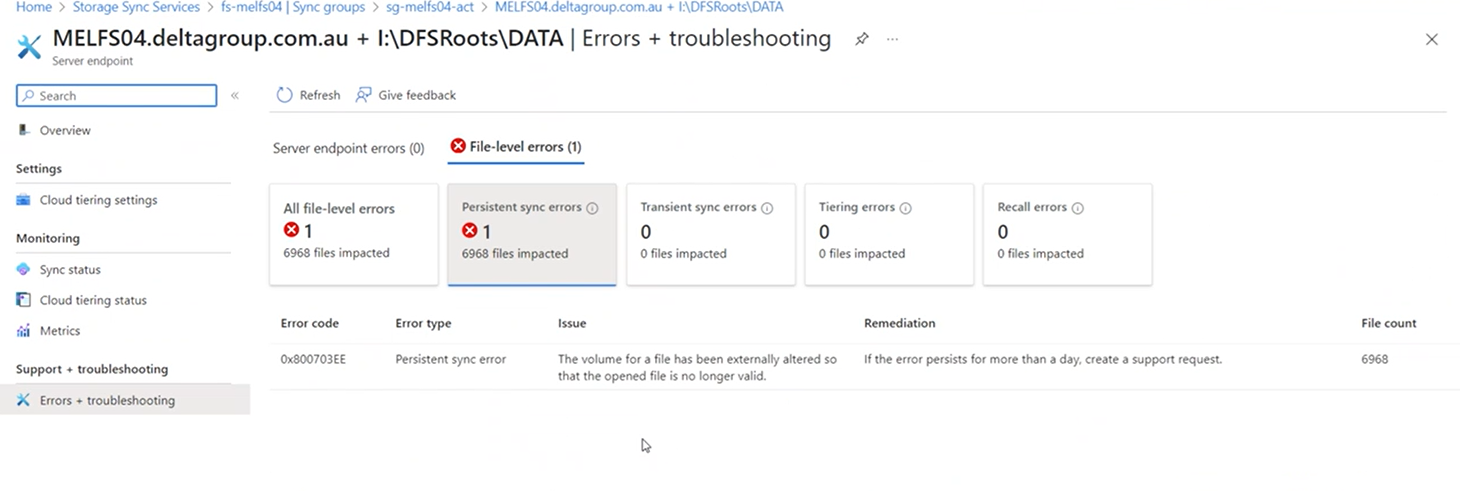 Home > Storage Sync Services > fs-melfs04 | Sync groups > sg-melfs04-act > MELFS04.deltagroup.com.au + I:\DFSRoots\DATA
MELFS04.deltagroup.com.au + I:\DFSRoots\DATA | Errors + troubleshooting
Server endpoint
Search
Refresh
Give feedback
Overview
Settings
Cloud tiering settings
Monitoring
Sync status
Cloud tiering status
Metrics
Support + troubleshooting
Errors + troubleshooting
Server endpoint errors (0)
File-level errors (1)
All file-level errors
1
6968 files impacted
Persistent sync errors
1
6968 files impacted
Transient sync errors
0
0 files impacted
Tiering errors
0
0 files impacted
Recall errors
0
0 files impacted
Error code Error type Issue Remediation File count
0x800703EE Persistent sync error The volume for a file has been externally altered so If the error persists for more than a day, create a support request. 6968
that the opened file is no longer valid.